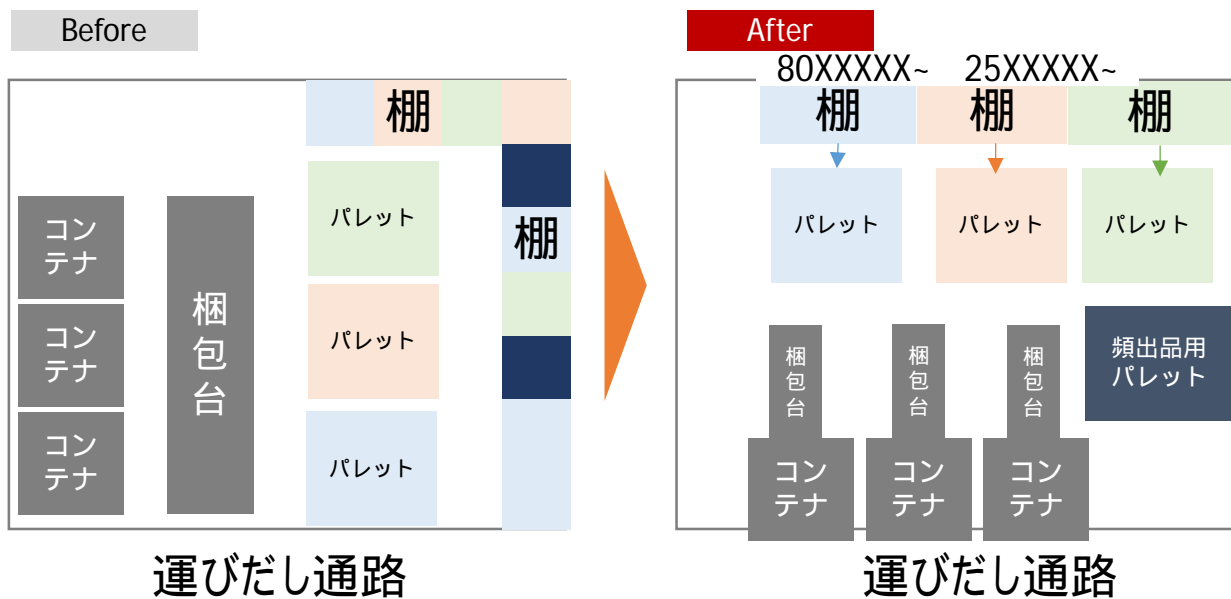 Before
棚
パレット
棚
コン
テナ
梱
包
台
コン
テナ
パレット
コン
テナ
パレット
運びだし通路
After
80XXXXX~ 25XXXXX~
棚 棚 棚
パレット パレット パレット
梱
包
台
梱
包
台
梱
包
台
頻出品用
パレット
コン
テナ
コン
テナ
コン
テナ
運びだし通路